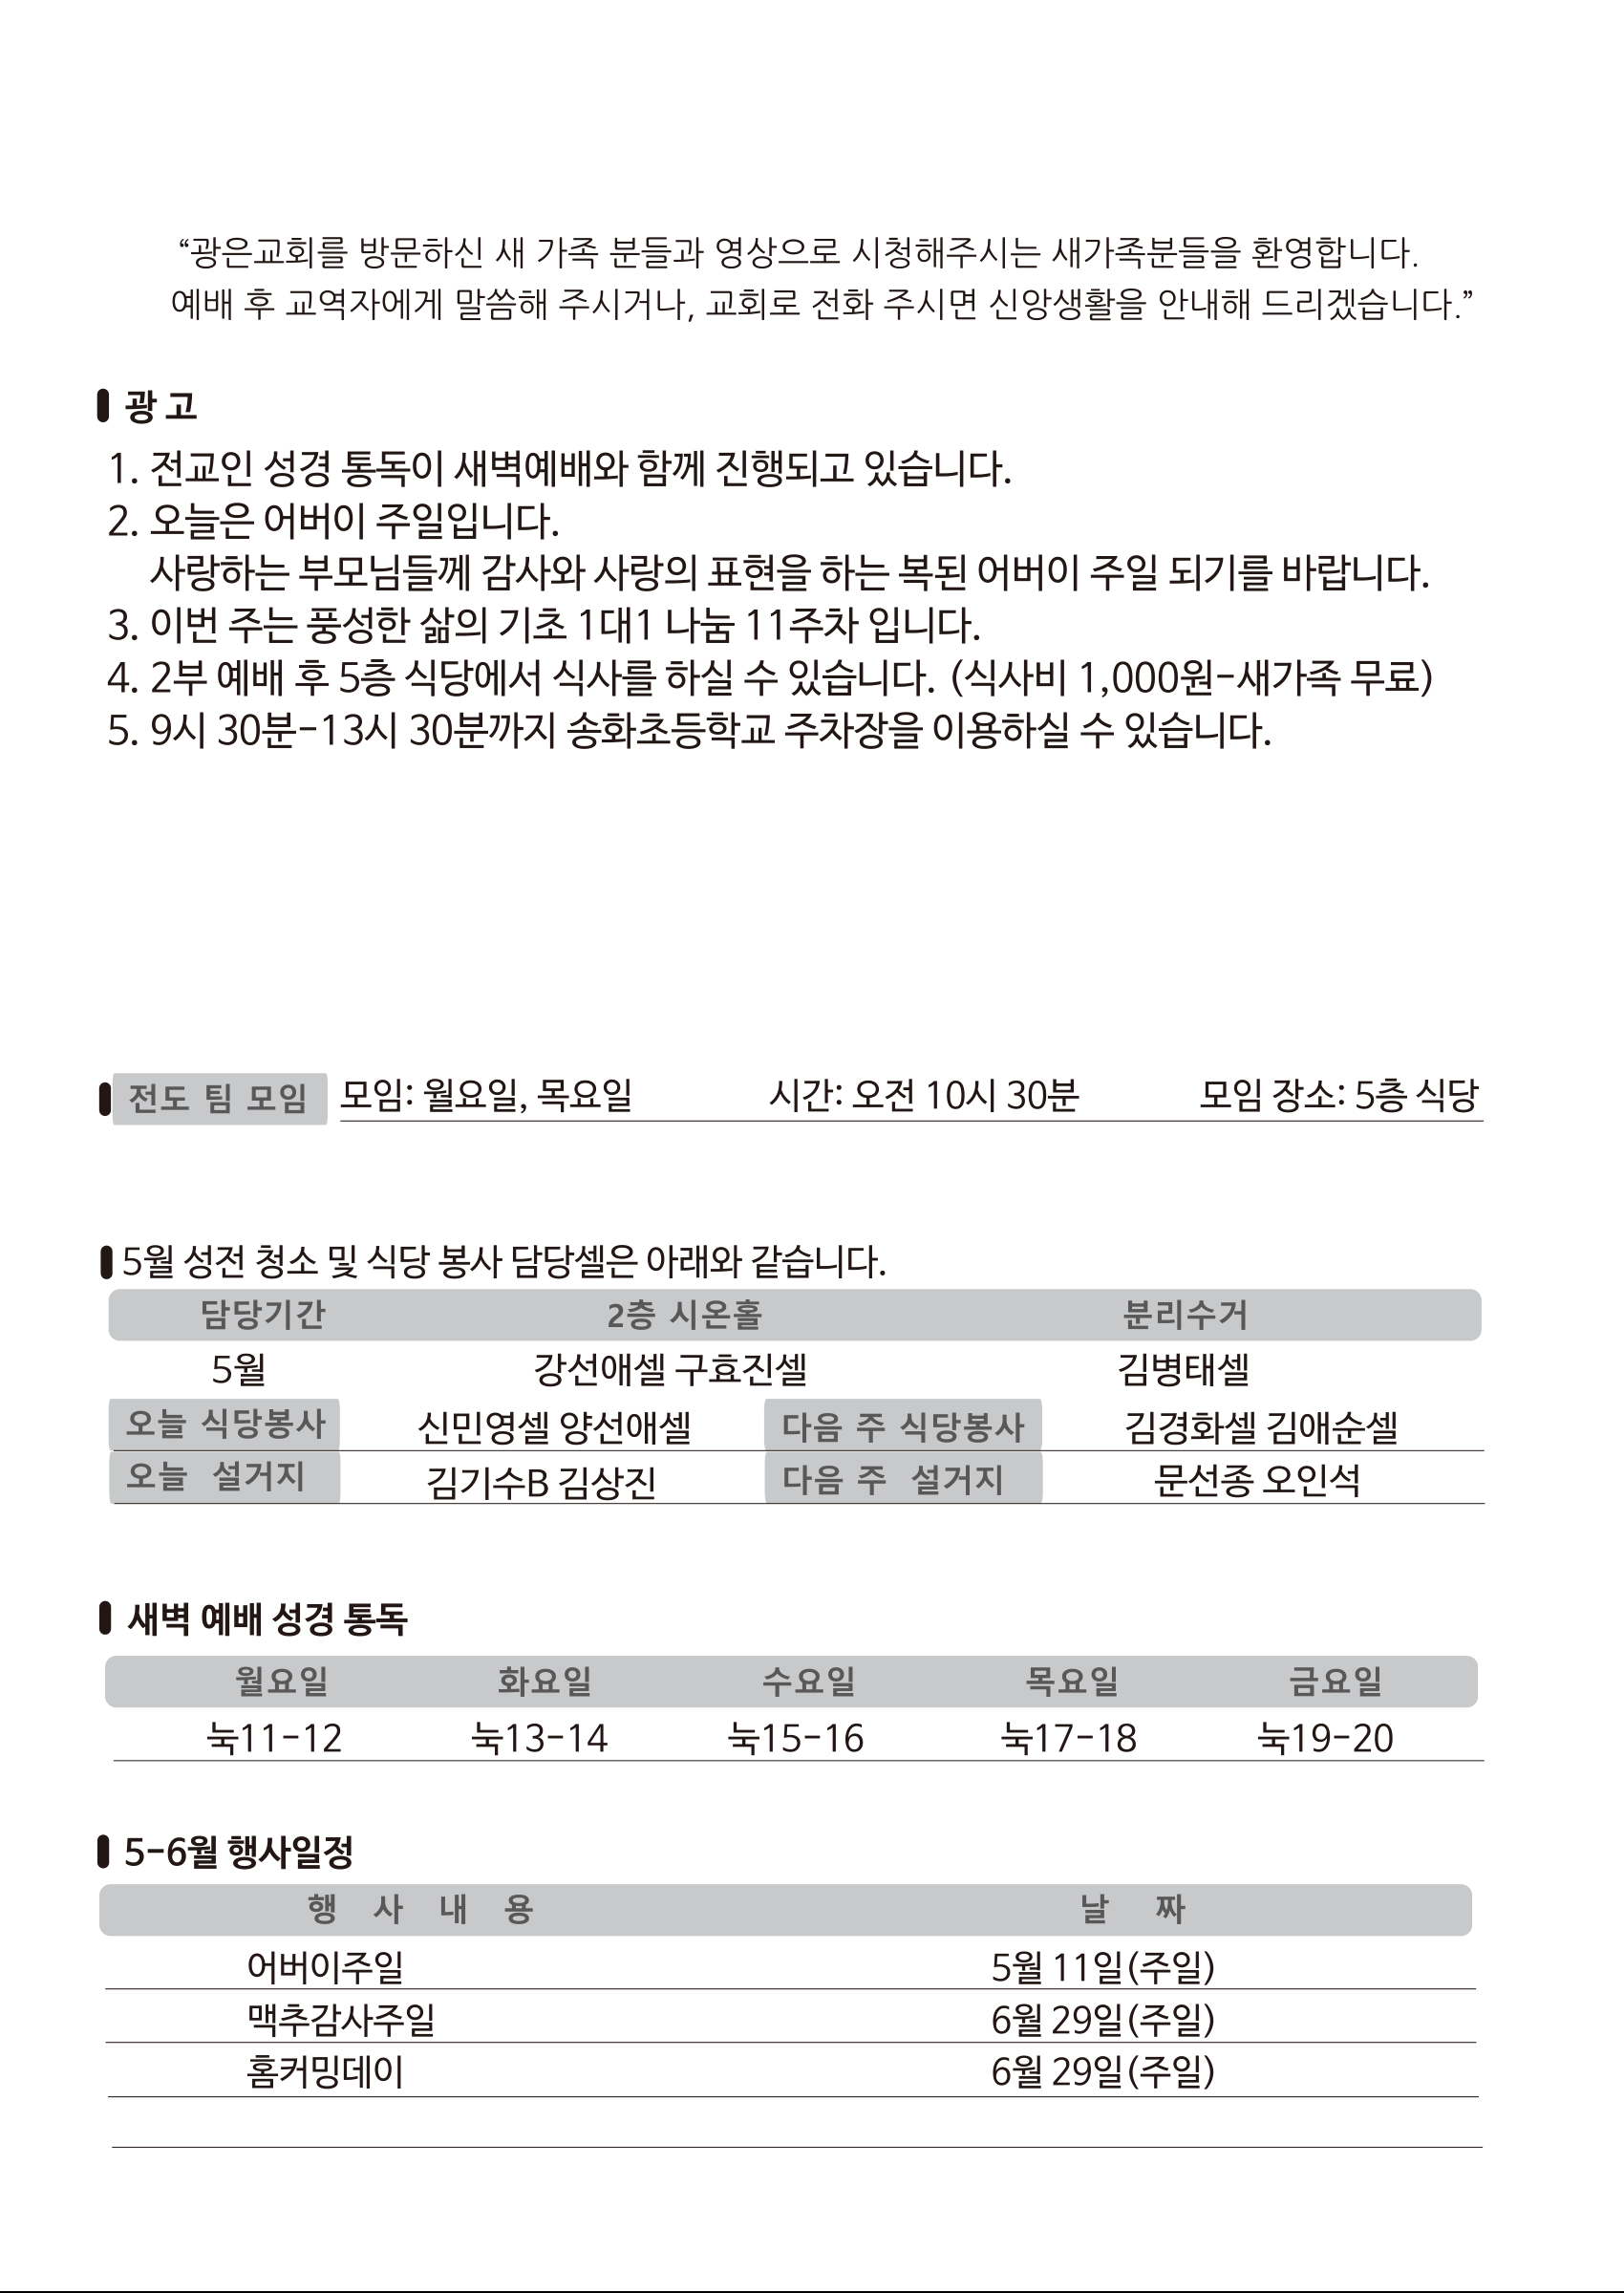 “광은교회를 방문하신 새 가족 분들과 영상으로 시청해주시는 새가족분들을 환영합니다.
예배 후 교역자에게 말씀해 주시거나, 교회로 전화 주시면 신앙생활을 안내해 드리겠습니다.”
광 고
1. 전교인 성경 통독이 새벽예배와 함께 진행되고 있습니다.
2. 오늘은 어버이 주일입니다.
사랑하는 부모님들께 감사와 사랑의 표현을 하는 복된 어버이 주일 되기를 바랍니다.
3. 이번 주는 풍성한 삶의 기초 1대1 나눔 11주차 입니다.
4. 2부 예배 후 5층 식당에서 식사를 하실 수 있습니다. (식사비 1,000원-새가족 무료)
5. 9시 30분-13시 30분까지 송화초등학교 주차장을 이용하실 수 있습니다.
전도 팀 모임 모임: 월요일, 목요일 시간: 오전 10시 30분 모임 장소: 5층 식당
5월 성전 청소 및 식당 봉사 담당셀은 아래와 같습니다.
담당기간 2층 시온홀 분리수거
5월 강선애셀 구효진셀 김병태셀
오늘 식당봉사 신민영셀 양선애셀 다음 주 식당봉사 김경화셀 김애순셀
오늘 설거지 김기수B 김상진 다음 주 설거지 문선종 오인석
새벽 예배 성경 통독
월요일 화요일 수요일 목요일 금요일
눅11-12 눅13-14 눅15-16 눅17-18 눅19-20
5-6월 행사일정
행 사 내 용 날 짜
어버이주일 5월 11일(주일)
맥추감사주일 6월 29일(주일)
홈커밍데이 6월 29일(주일)